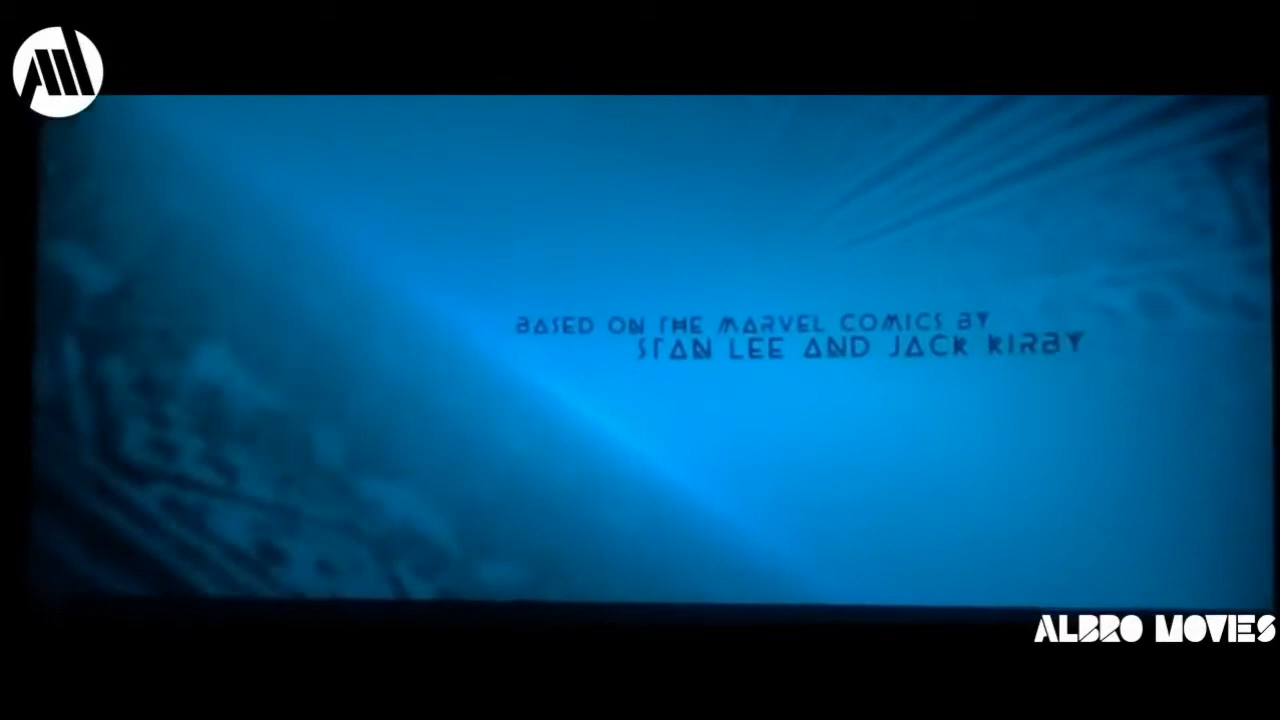 BASED ON THE MARVEL COMICS BY
STAN LEE AND JACK KIRBY
ALBRO MOVIES